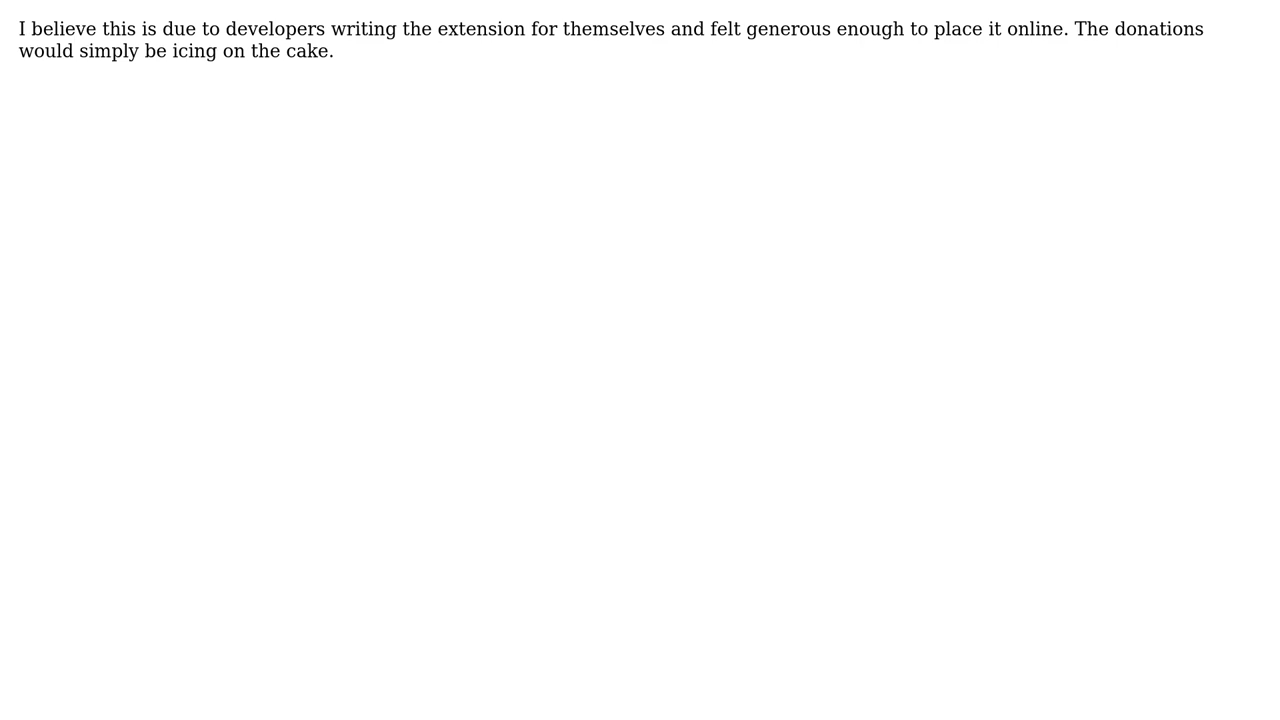 I believe this is due to developers writing the extension for themselves and felt generous enough to place it online. The donations
would simply be icing on the cake.